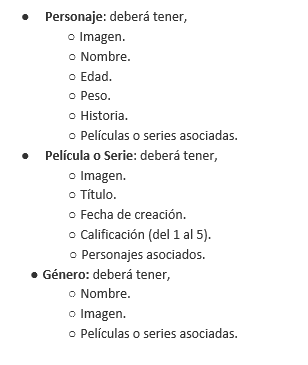 ● Personaje: deberá tener,
○ Imagen.
○ Nombre.
○ Edad.
○ Peso.
○ Historia.
○ Películas o series asociadas.
● Película o Serie: deberá tener,
○ Imagen.
○ Título.
○ Fecha de creación.
○ Calificación (del 1 al 5).
○ Personajes asociados.
● Género: deberá tener,
○ Nombre.
○ Imagen.
○ Películas o series asociadas.